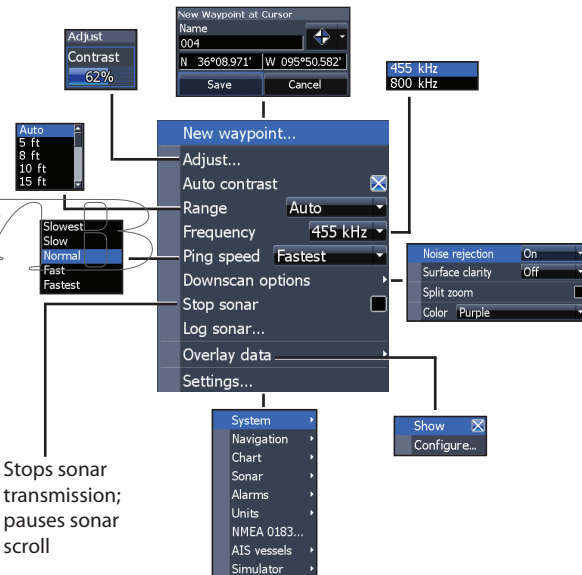 New Waypoint at Cursor
Name
004
N 36°08.971' W 095°50.582'
Save Cancel
Adjust
Contrast
62%
455 kHz
800 kHz
Auto
5 ft
8 ft
10 ft
15 ft
Slowest
Slow
Normal
Fast
Fastest
New waypoint...
Adjust...
Auto contrast
Range Auto
Frequency 455 kHz
Ping speed Fastest
Downscan options
Stop sonar
Log sonar...
Overlay data
Settings...
Noise rejection On
Surface clarity Off
Split zoom
Color Purple
Show
Configure...
System
Navigation
Chart
Sonar
Alarms
Units
NMEA 0183...
AIS vessels
Simulator
Stops sonar
transmission;
pauses sonar
scroll